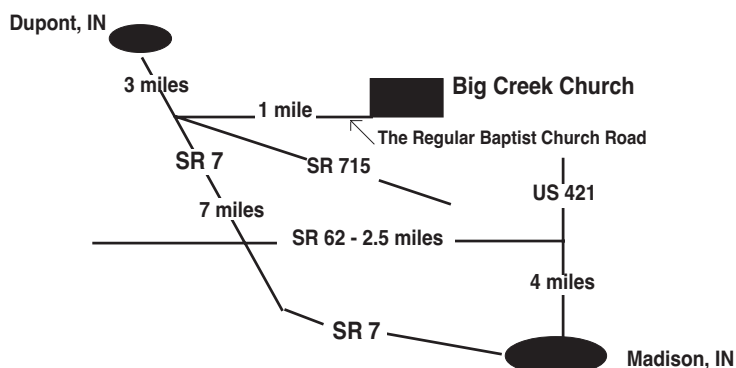 Dupont, IN
3 miles
Big Creek Church
1 mile
The Regular Baptist Church Road
SR 7
SR 715
US 421
7 miles
SR 62 - 2.5 miles
4 miles
SR 7
Madison, IN